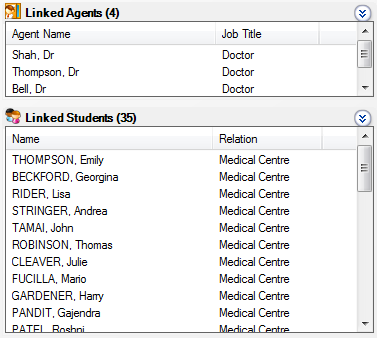 Linked Agents (4)
Agent Name Job Title
Shah, Dr Doctor
Thompson, Dr Doctor
Bell, Dr Doctor
Linked Students (35)
Name Relation
THOMPSON, Emily Medical Centre
BECKFORD, Georgina Medical Centre
RIDER, Lisa Medical Centre
STRINGER, Andrea Medical Centre
TAMAI, John Medical Centre
ROBINSON, Thomas Medical Centre
CLEAVER, Julie Medical Centre
FUCILLA, Mario Medical Centre
GARDENER, Harry Medical Centre
PANDIT, Gajendra Medical Centre
PATEL, Roshni Medical Centre